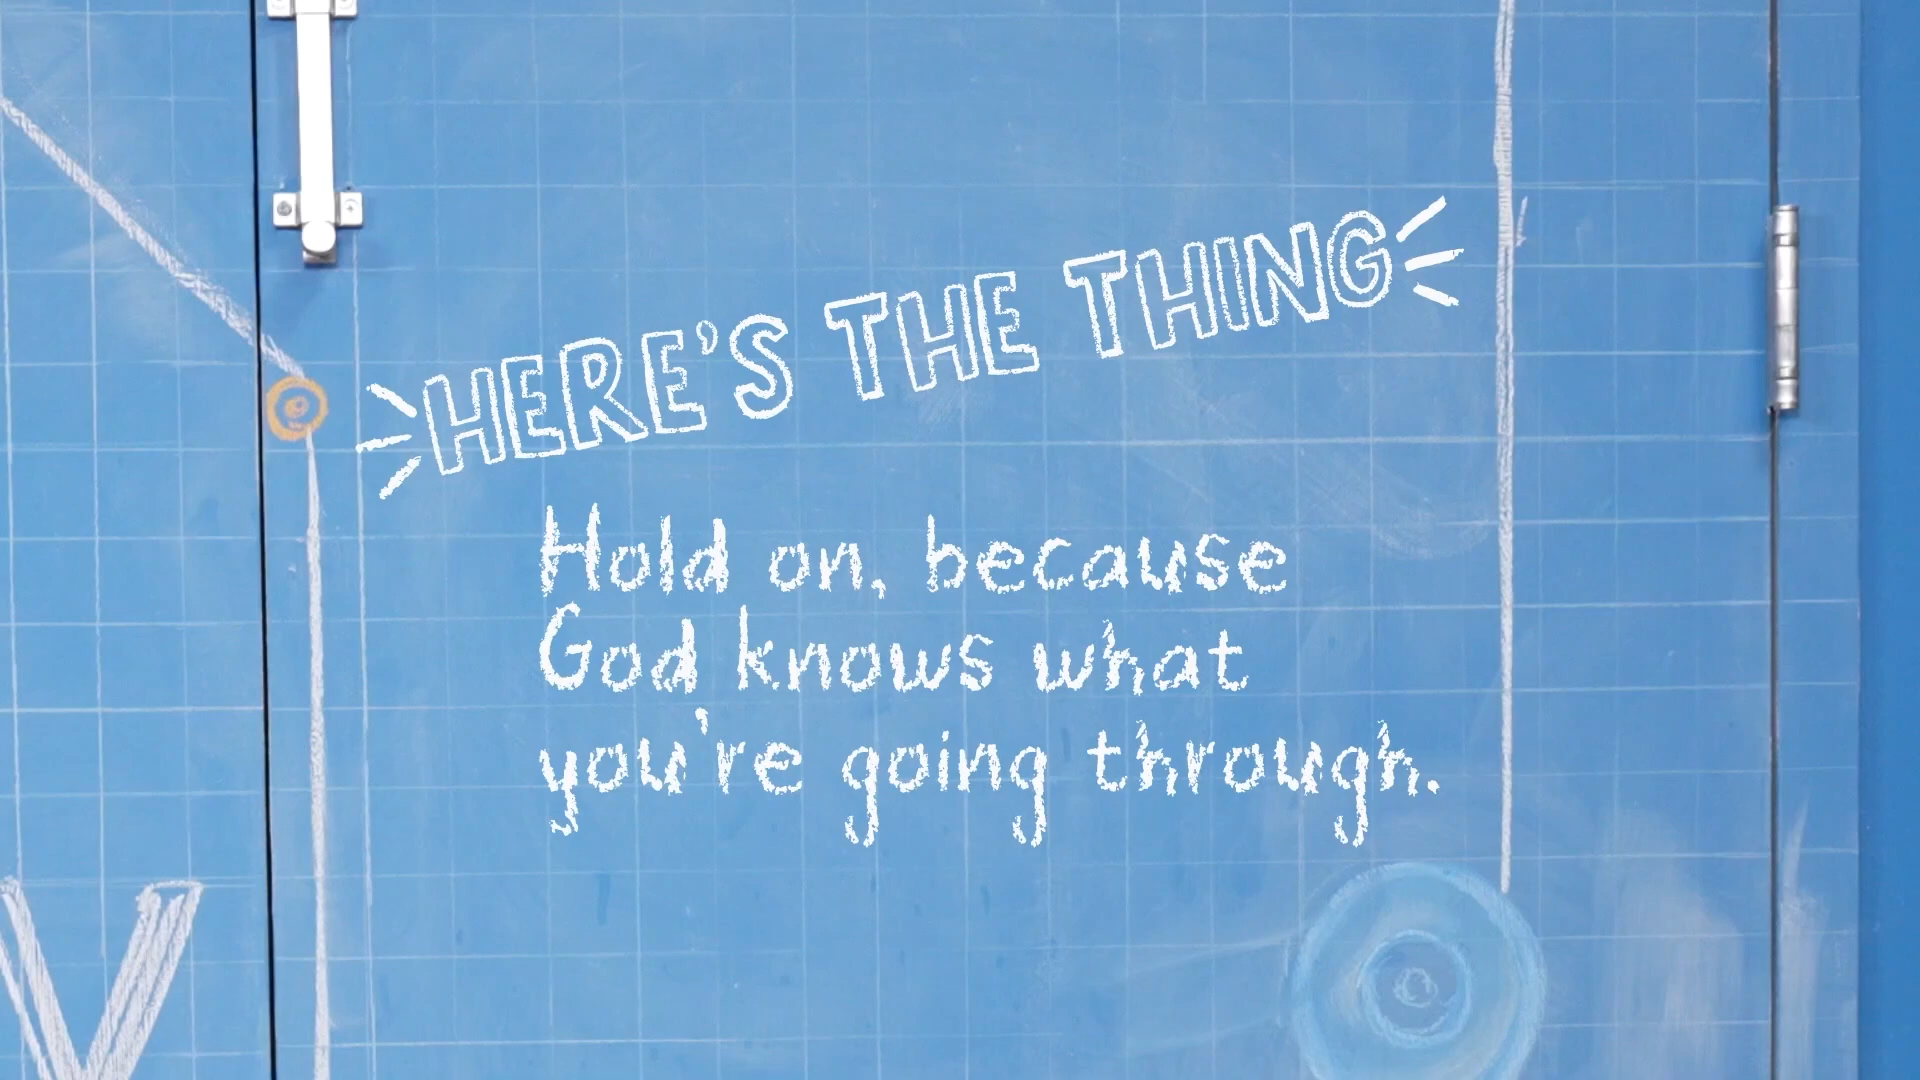 HERE'S THE THING
Hold on, because
God knows what
you're going through.